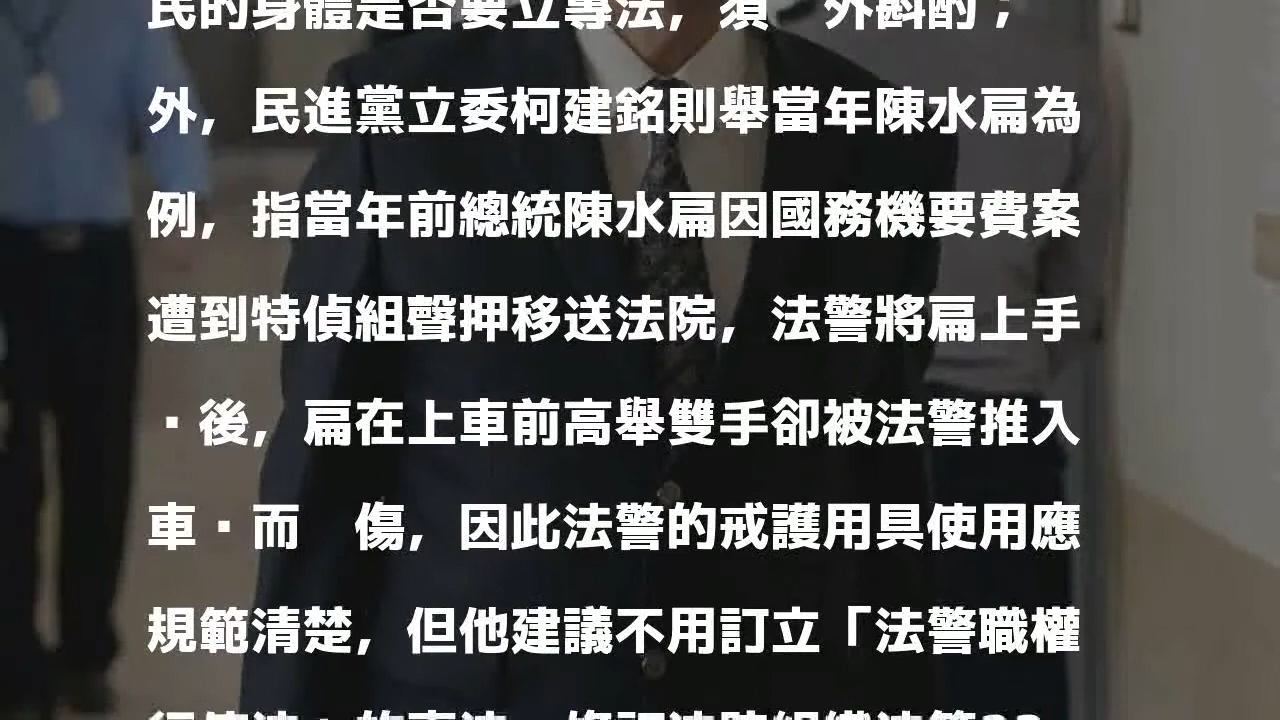 民的身體是否要立專法，須　外斟酌；
外，民進黨立委柯建銘則舉當年陳水扁為
例，指當年前總統陳水扁因國務機要費案
遭到特偵組聲押移送法院，法警將扁上手
▪後，扁在上車前高舉雙手卻被法警推入
車▪而　傷，因此法警的戒護用具使用應
規範清楚，但他建議不用訂立「法警職權